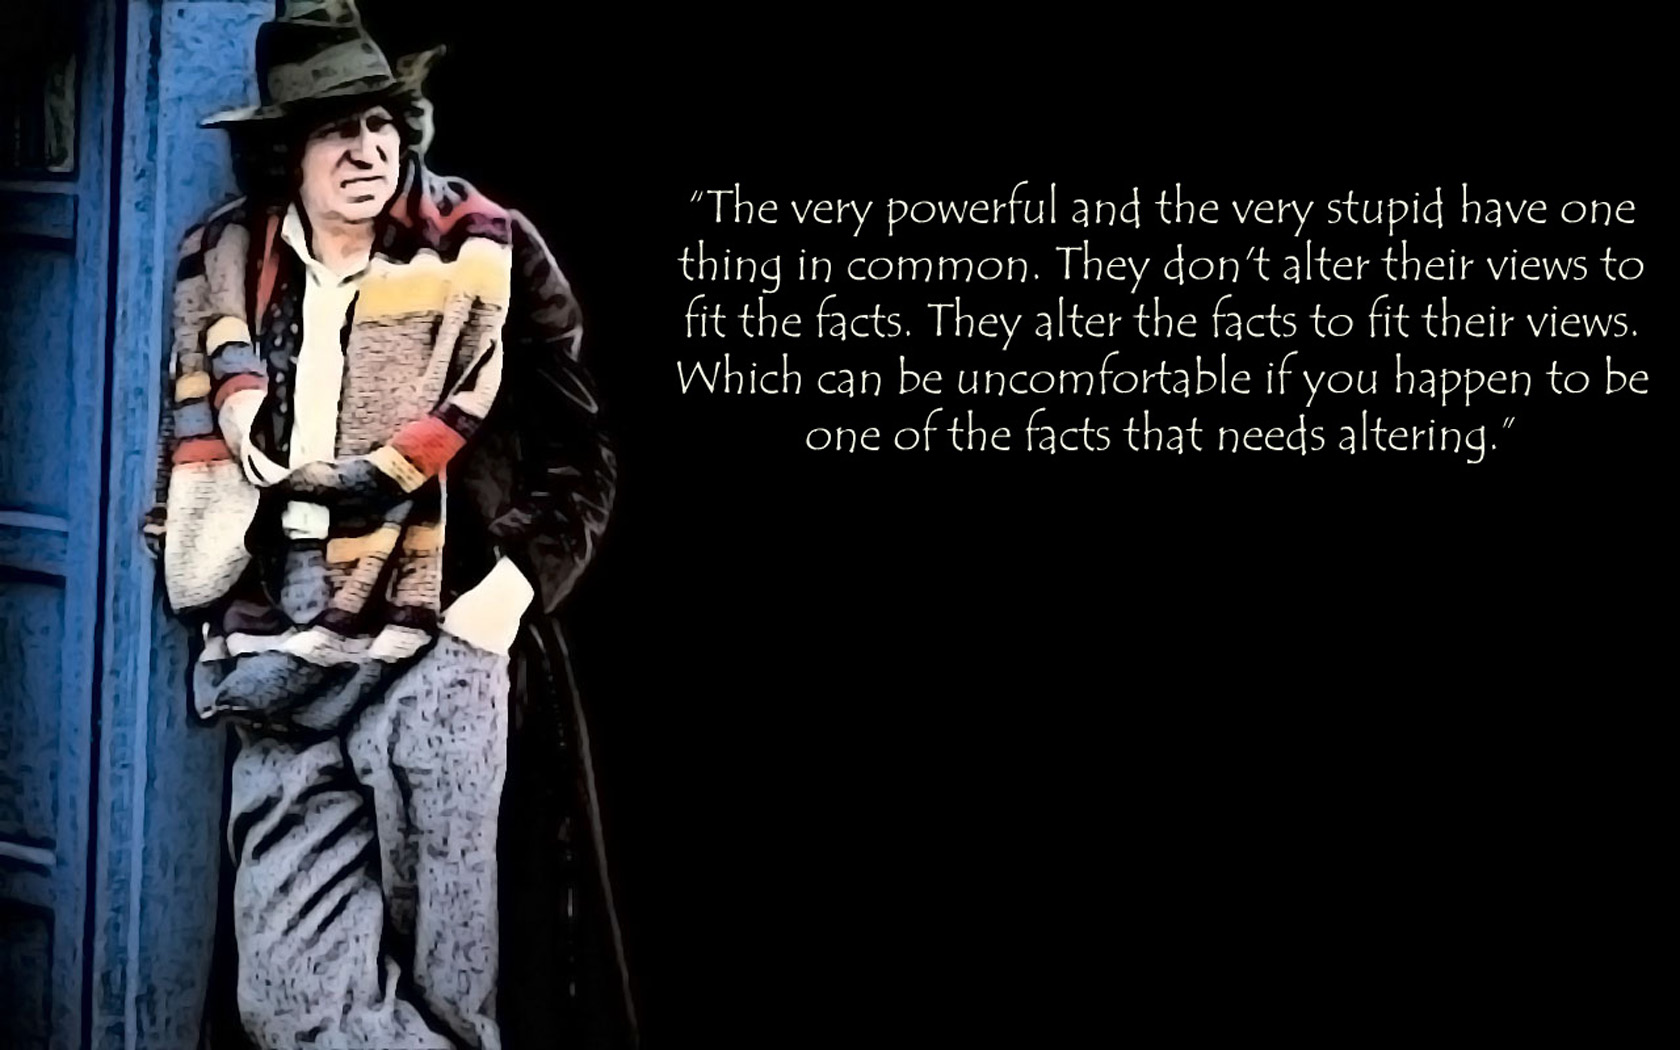 "The very powerful and the very stupid have one
thing in common. They don't alter their views to
fit the facts. They alter the facts to fit their views.
Which can be uncomfortable if you happen to be
one of the facts that needs altering."